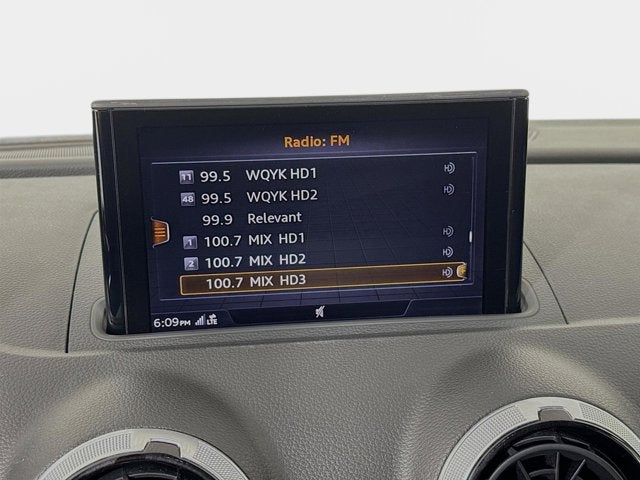 Radio: FM
11 99.5 WQYK HD1
48 99.5 WQYK HD2
99.9 Relevant
1 100.7 MIX HD1
2 100.7 MIX HD2
100.7 MIX HD3
6:09PM LTE